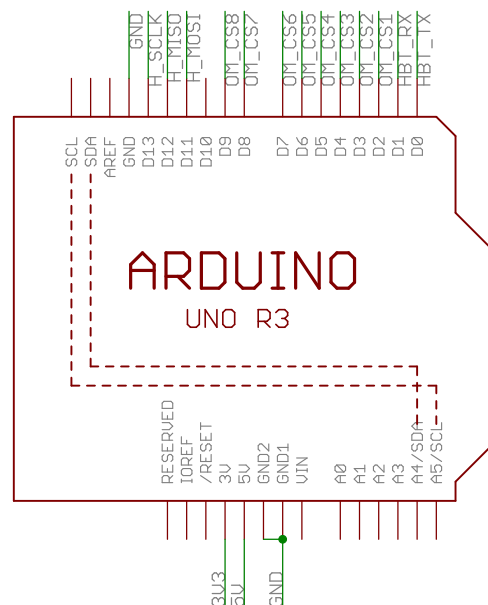 GND
H_SCLK
H_MISO
H_MOSI
OM_CS8
OM_CS7
OM_CS6
OM_CS5
OM_CS4
OM_CS3
OM_CS2
OM_CS1
HBT_RX
HBT_TX
SCL
SDA
AREF
GND
D13
D12
D11
D10
D9
D8
D7
D6
D5
D4
D3
D2
D1
D0
ARDUINO
UNO R3
RESERVED
IOREF
/RESET
3V
5V
GND2
GND1
VIN
A0
A1
A2
A3
A4/SDA
A5/SCL
3V3
5V
GND